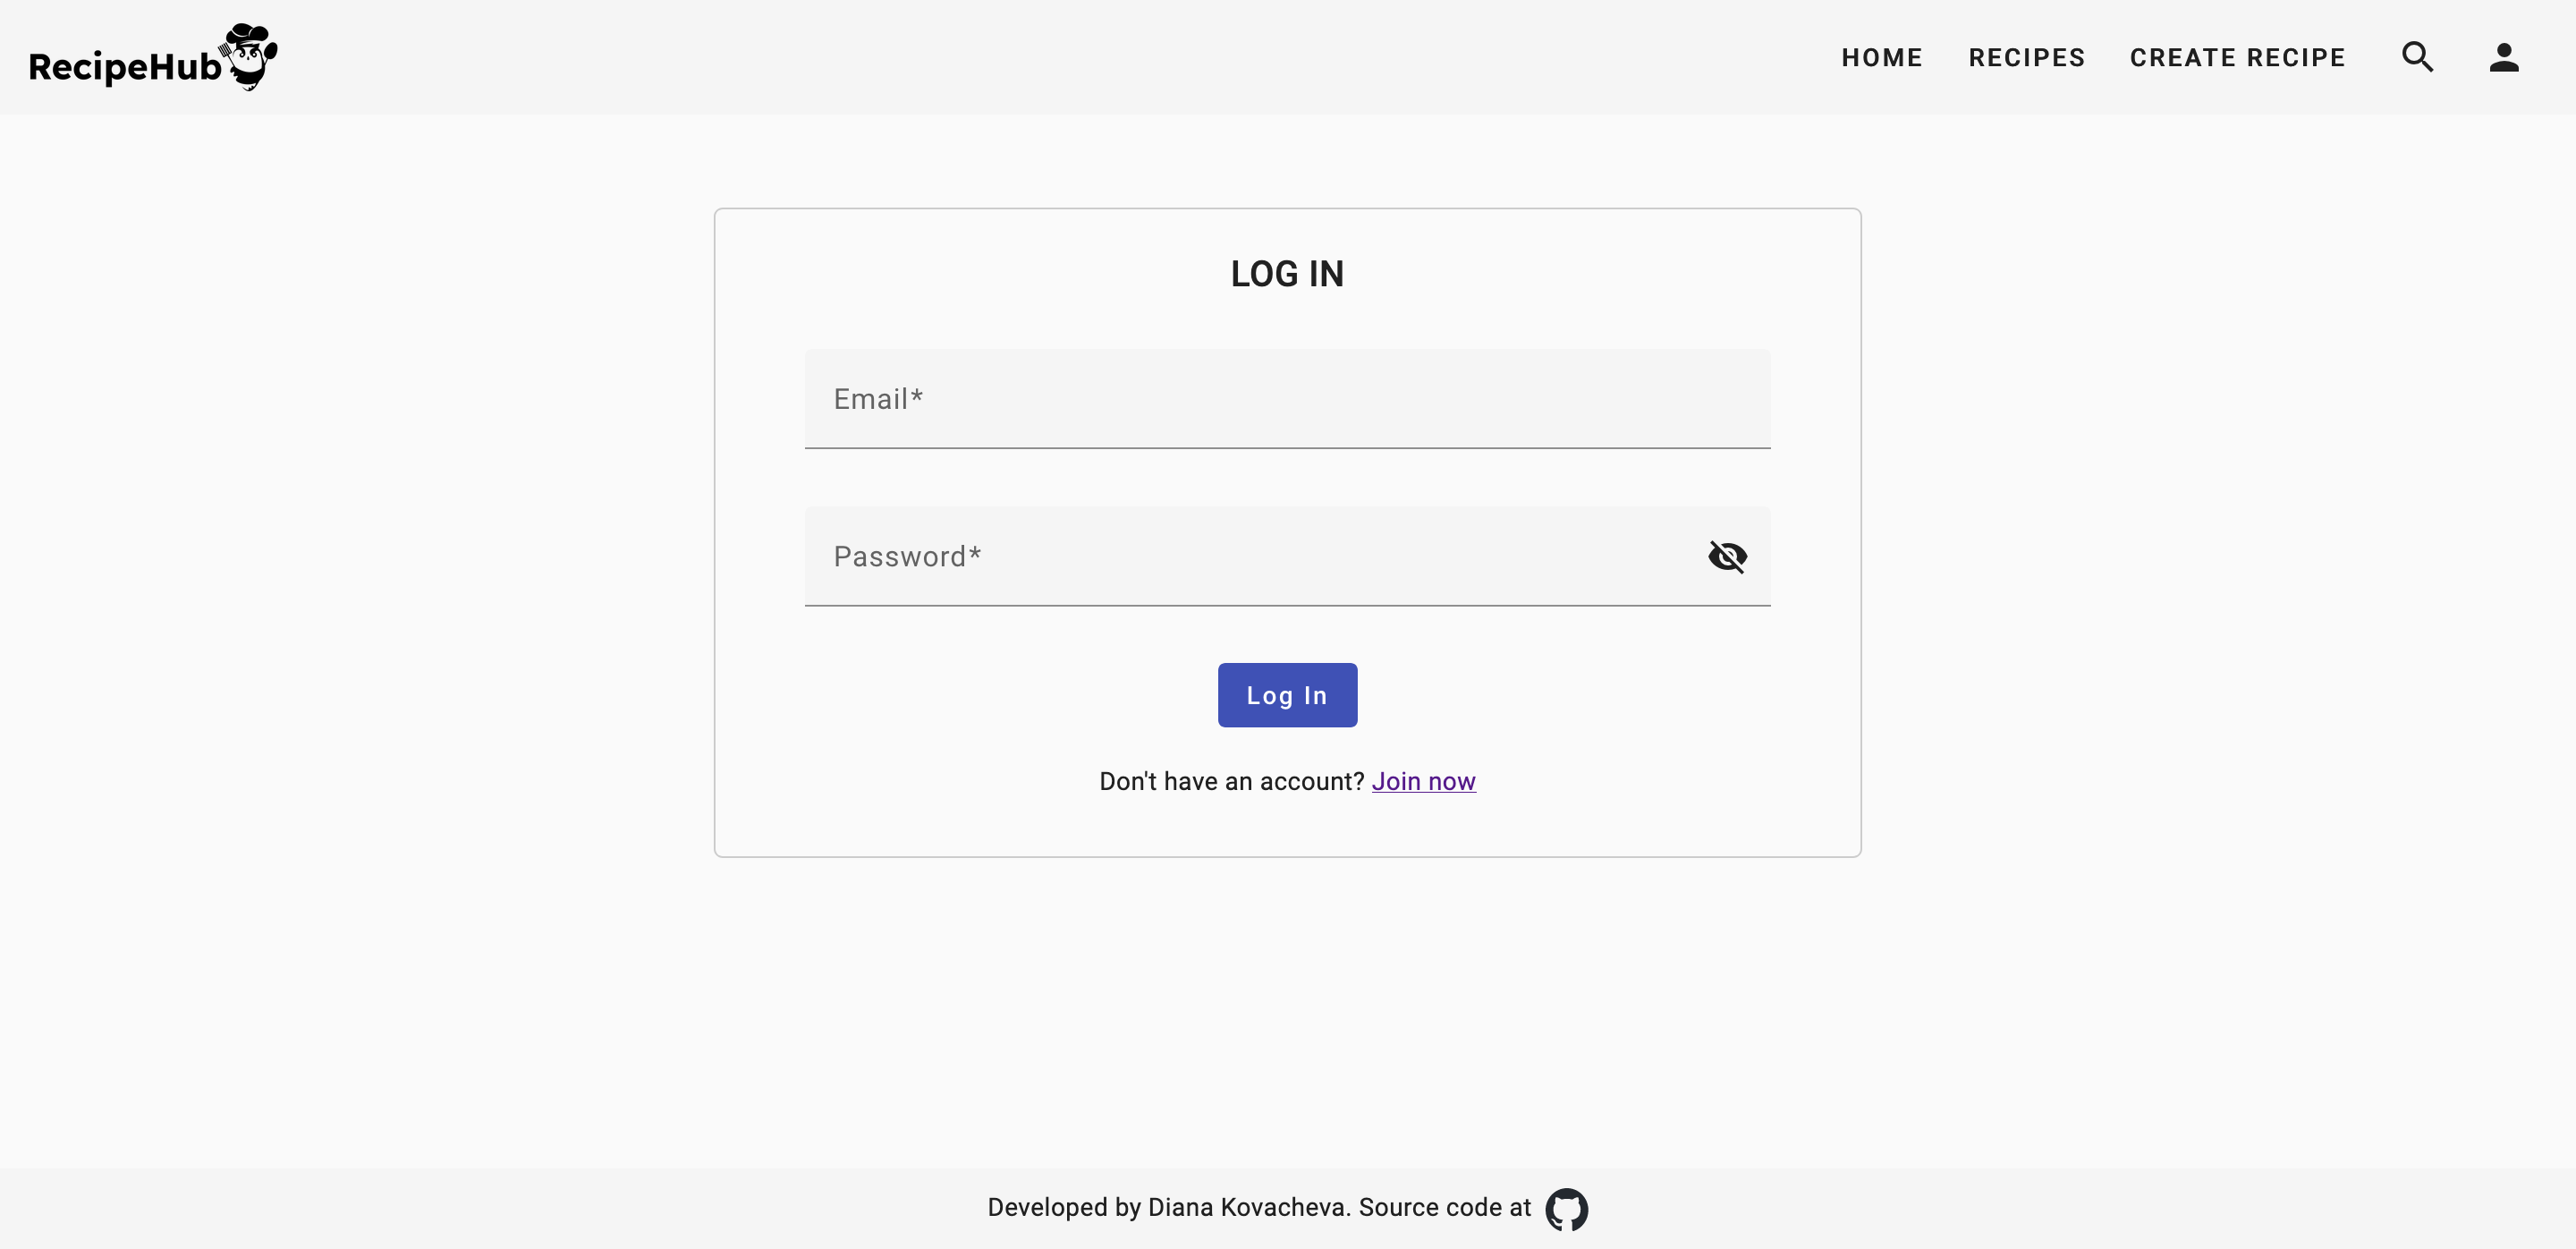 RecipeHub
HOME RECIPES CREATE RECIPE
LOG IN
Email*
Password*
Log In
Don't have an account? Join now
Developed by Diana Kovacheva. Source code at